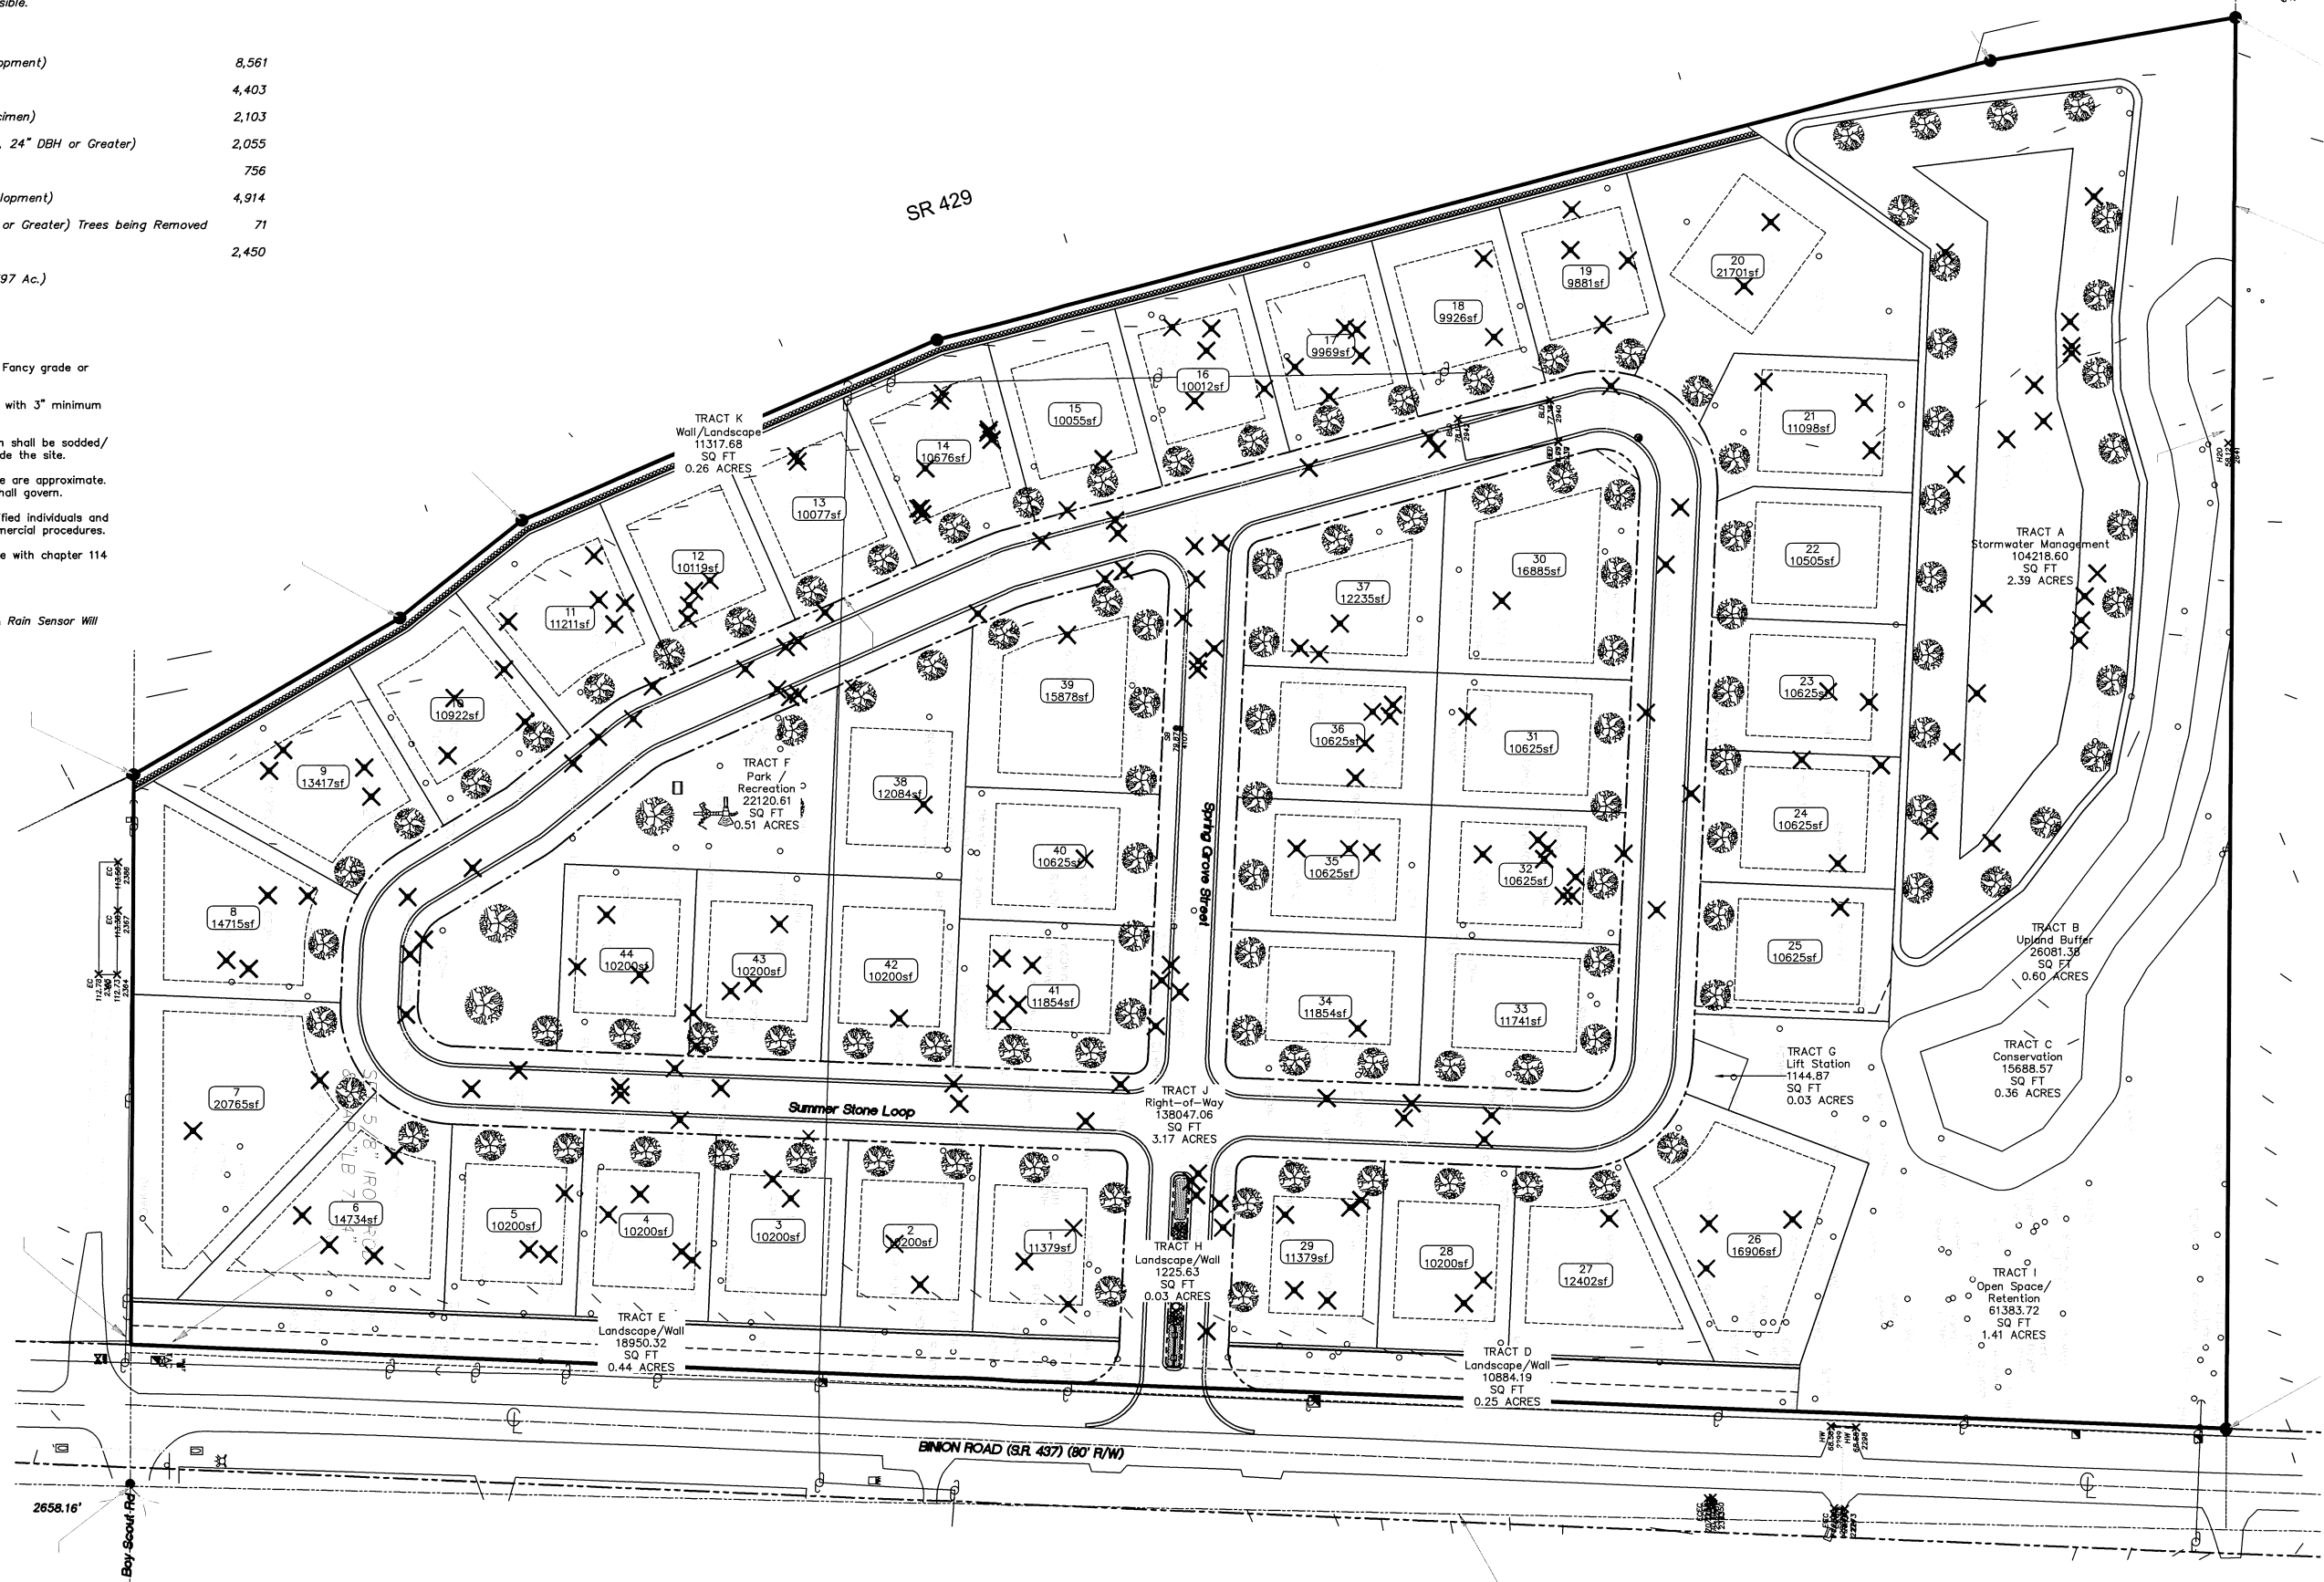 sible.
opment) 8,561
4,403
cimen) 2,103
, 24" DBH or Greater) 2,055
756
lopment) 4,914
or Greater) Trees being Removed 71
2,450
97 Ac.)
Fancy grade or
with 3" minimum
n shall be sodded/
de the site.
e are approximate.
hall govern.
fied individuals and
mercial procedures.
e with chapter 114
Rain Sensor Will
SR 429
TRACT K
Wall/Landscape
11317.68
SQ FT
0.26 ACRES
20
21701sf
19
9881sf
18
9926sf
17
9969sf
16
10012sf
15
10055sf
14
10676sf
13
10077sf
12
10119sf
11
11211sf
10
10922sf
9
13417sf
8
14715sf
7
20765sf
6
14734sf
5
10200sf
4
10200sf
3
10200sf
2
10200sf
1
11379sf
21
11098sf
22
10505sf
23
10625sf
24
10625sf
25
10625sf
26
16906sf
27
12402sf
28
10200sf
29
11379sf
30
16885sf
31
10625sf
32
10625sf
33
11741sf
34
11854sf
35
10625sf
36
10625sf
37
12235sf
38
12084sf
39
15878sf
40
10625sf
41
11854sf
42
10200sf
43
10200sf
44
10200sf
TRACT A
Stormwater Management
104218.60
SQ FT
2.39 ACRES
TRACT F
Park /
Recreation
22120.61
SQ FT
0.51 ACRES
TRACT B
Upland Buffer
26081.38
SQ FT
0.60 ACRES
TRACT C
Conservation
15688.57
SQ FT
0.36 ACRES
TRACT G
Lift Station
1144.87
SQ FT
0.03 ACRES
TRACT J
Right-of-Way
138047.06
SQ FT
3.17 ACRES
TRACT H
Landscape/Wall
1225.63
SQ FT
0.03 ACRES
TRACT I
Open Space/
Retention
61383.72
SQ FT
1.41 ACRES
TRACT E
Landscape/Wall
18950.32
SQ FT
0.44 ACRES
TRACT D
Landscape/Wall
10884.19
SQ FT
0.25 ACRES
Spring Grove Street
Summer Stone Loop
BINION ROAD (S.R. 437) (80' R/W)
2658.16'
Boy Scout Rd